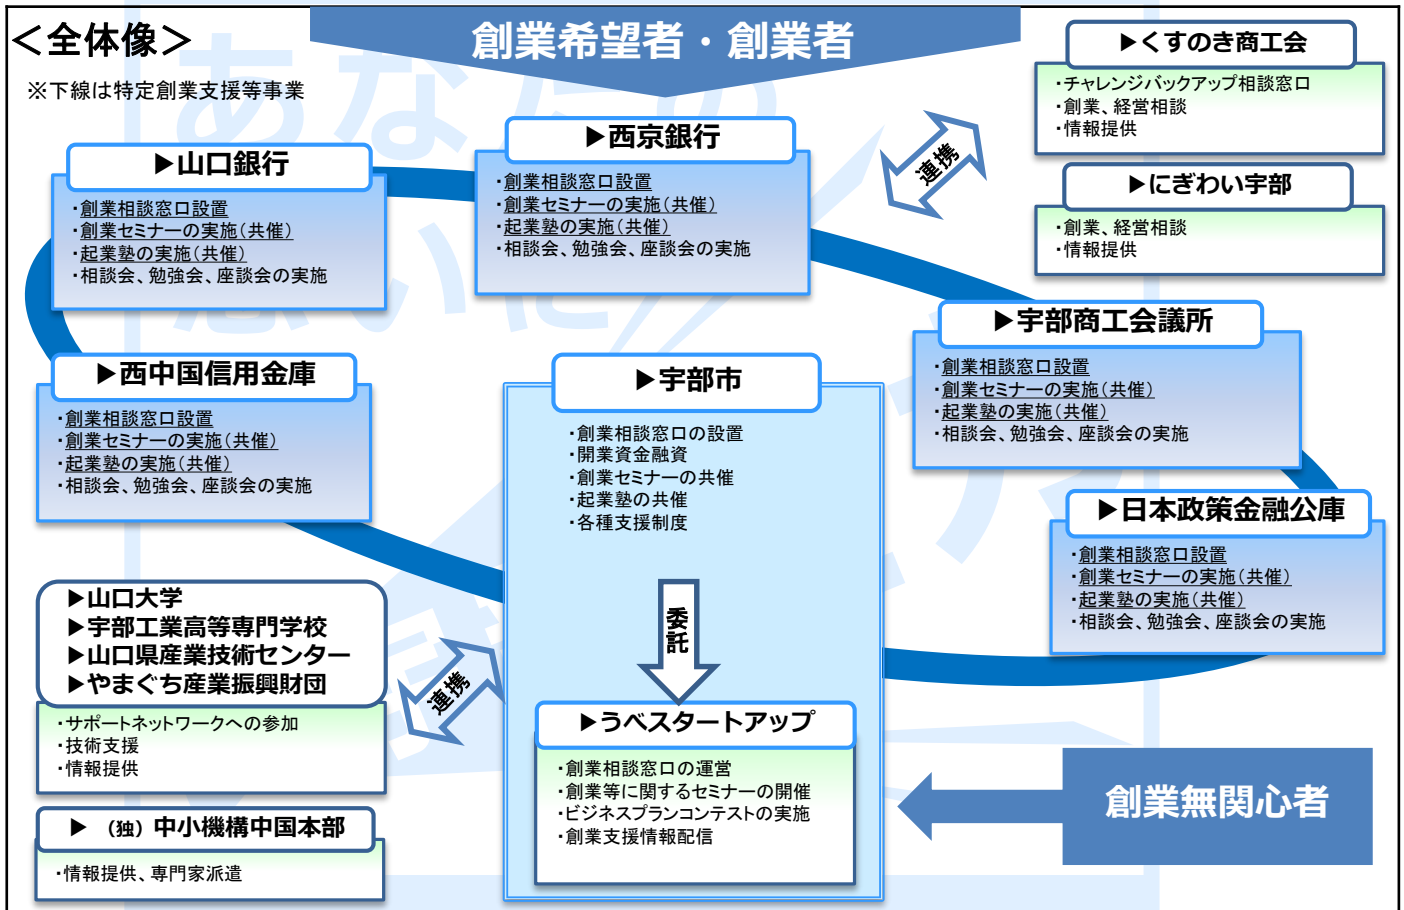 ＜全体像＞
※下線は特定創業支援等事業
創業希望者・創業者
▶くすのき商工会
・チャレンジバックアップ相談窓口
・創業、経営相談
・情報提供
連携
▶にぎわい宇部
・創業、経営相談
・情報提供
▶西京銀行
・創業相談窓口設置
・創業セミナーの実施（共催）
・起業塾の実施（共催）
・相談会、勉強会、座談会の実施
▶山口銀行
・創業相談窓口設置
・創業セミナーの実施（共催）
・起業塾の実施（共催）
・相談会、勉強会、座談会の実施
▶宇部商工会議所
・創業相談窓口設置
・創業セミナーの実施（共催）
・起業塾の実施（共催）
・相談会、勉強会、座談会の実施
▶西中国信用金庫
・創業相談窓口設置
・創業セミナーの実施（共催）
・起業塾の実施（共催）
・相談会、勉強会、座談会の実施
▶宇部市
・創業相談窓口の設置
・開業資金融資
・創業セミナーの共催
・起業塾の共催
・各種支援制度
委託
▶うべスタートアップ
・創業相談窓口の運営
・創業等に関するセミナーの開催
・ビジネスプランコンテストの実施
・創業支援情報配信
▶日本政策金融公庫
・創業相談窓口設置
・創業セミナーの実施（共催）
・起業塾の実施（共催）
・相談会、勉強会、座談会の実施
▶山口大学
▶宇部工業高等専門学校
▶山口県産業技術センター
▶やまぐち産業振興財団
・サポートネットワークへの参加
・技術支援
・情報提供
連携
▶（独）中小機構中国本部
・情報提供、専門家派遣
創業無関心者